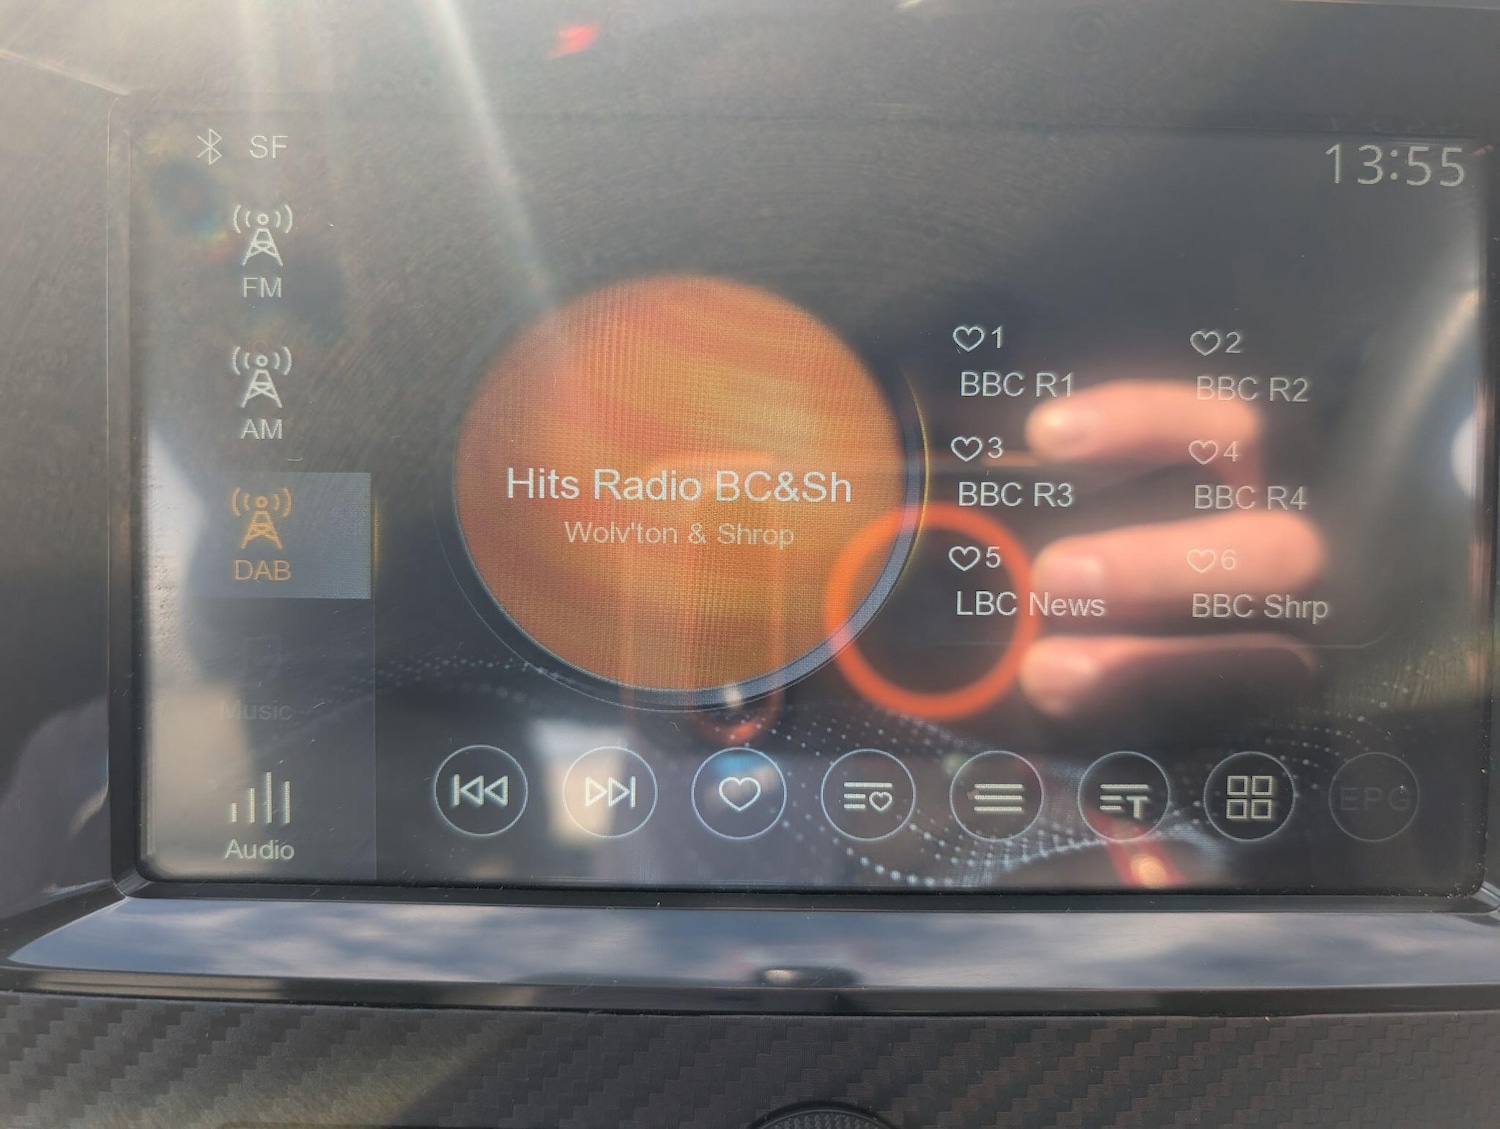 SF
13:55
FM
AM
DAB
Music
Audio
Hits Radio BC&Sh
Wolv'ton & Shrop
1
BBC R1
2
BBC R2
3
BBC R3
4
BBC R4
5
LBC News
6
BBC Shrp
T
EPG